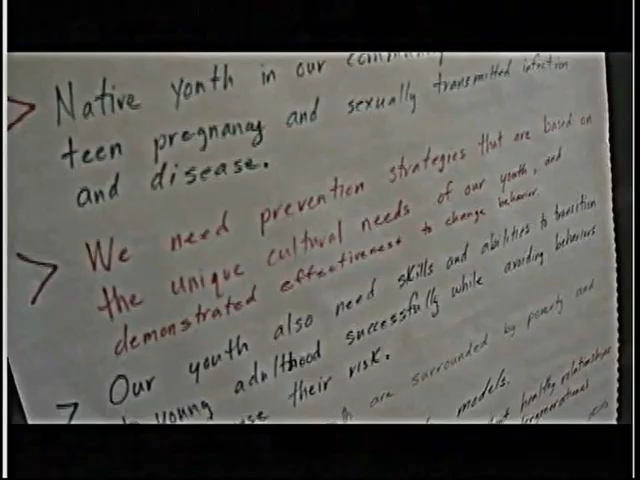 > Native youth in our
teen pregnancy and sexually transmitted infection
and disease.
> We need prevention strategies that are based on
the unique cultural needs of our youth, and
demonstrated effectiveness to change behavior.
> Our youth also need skills and abilities to transition
young adulthood successfully while avoiding behaviors
their risk.
are surrounded by poverty and
models.
healthy relationships